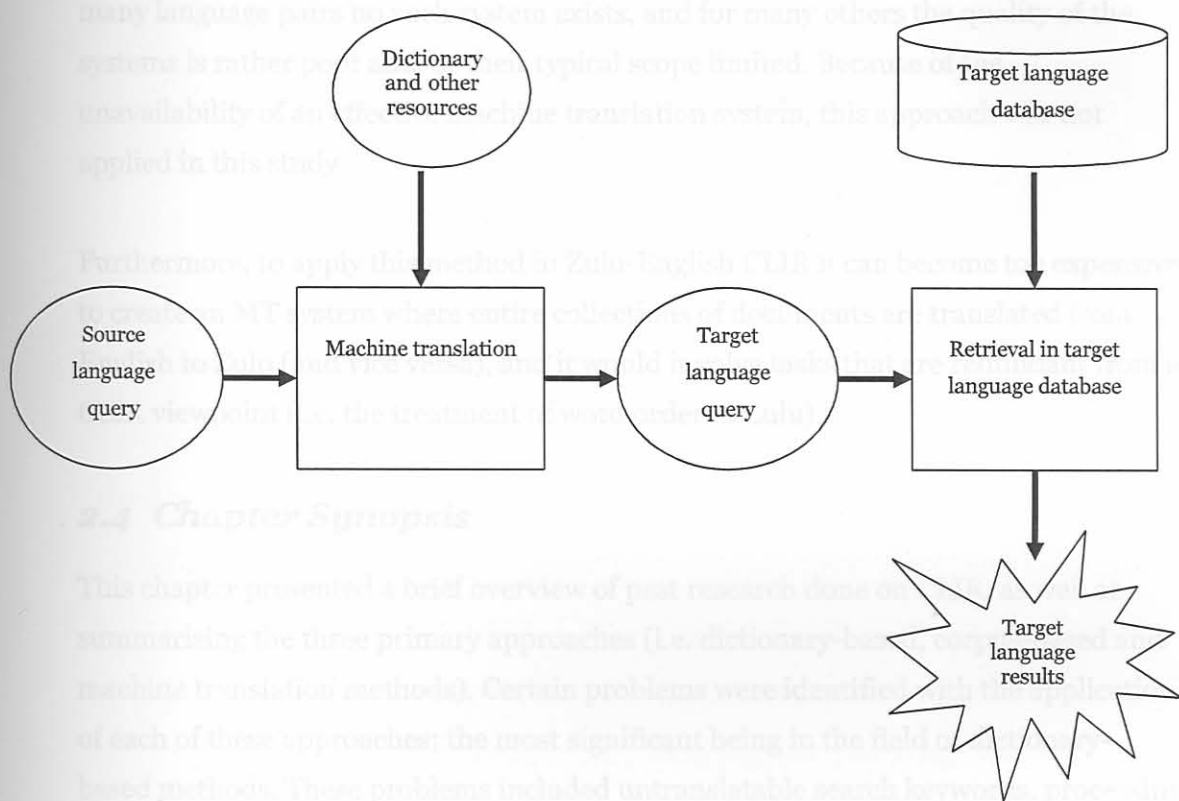 many language pairs no such system exists, and for many others the quality of the
systems is rather poor typical scope limited. Because of the
unavailability of an effective machine translation system, this approach
applied in this study
Dictionary
and other
resources
Target language
database
Furthermore, to apply this method in Zulu-English CLIR it can become too expensive
to create an MT system where entire collections of documents are translated from
English to Zulu (and vice versa), and it would involve tasks that are redundant from a
viewpoint (i.e. the treatment of word order in Zulu).
Source
language
query
Machine translation
Target
language
query
Retrieval in target
language database
2.4 Chapter Synopsis
This chapter presented a brief overview of past research done on CLIR, as well as
summarising the three primary approaches (i.e. dictionary-based, corpus-based and
machine translation methods). Certain problems were identified with the application
of each of these approaches; the most significant being in the field of dictionary-
based methods. These problems included untranslatable search keywords,
Target
language
results